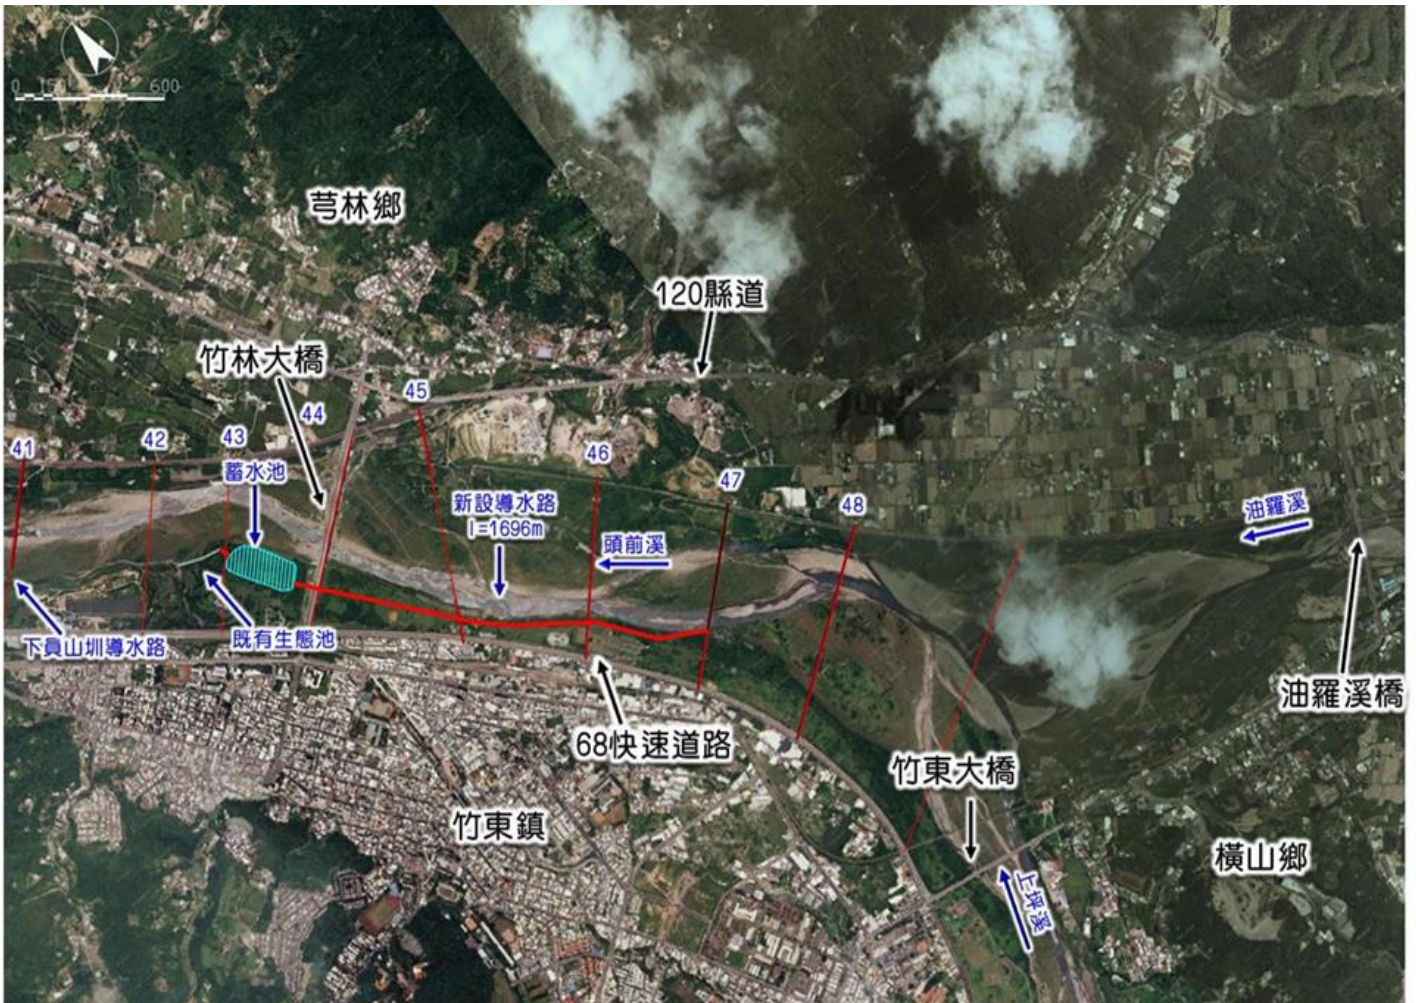 0 150 600
芎林鄉
120縣道
竹林大橋
44
45
41
42
43
蓄水池
46
47
48
新設導水路
l=1696m
頭前溪
油羅溪
下員山圳導水路
既有生態池
油羅溪橋
68快速道路
竹東大橋
竹東鎮
橫山鄉
上坪溪